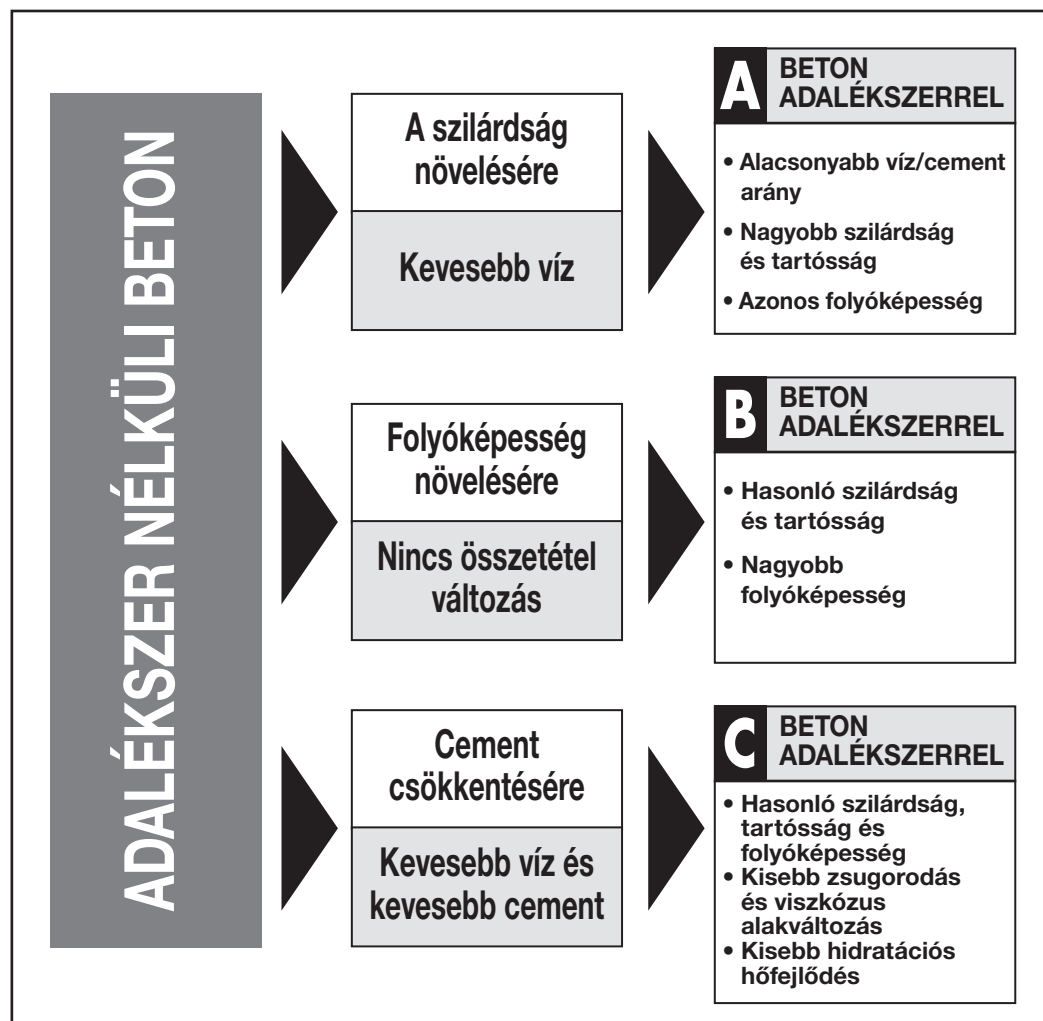 ADALÉKSZER NÉLKÜLI BETON
A szilárdság
növelésére
Kevesebb víz
A
BETON
ADALÉKSZERREL
• Alacsonyabb víz/cement
arány
• Nagyobb szilárdság
és tartósság
• Azonos folyóképesség
Folyóképesség
növelésére
Nincs összetétel
változás
B
BETON
ADALÉKSZERREL
• Hasonló szilárdság
és tartósság
• Nagyobb
folyóképesség
Cement
csökkentésére
Kevesebb víz és
kevesebb cement
C
BETON
ADALÉKSZERREL
• Hasonló szilárdság,
tartósság és
folyóképesség
• Kisebb zsugorodás
és viszkózus
alakváltozás
• Kisebb hidratációs
hőfejlődés